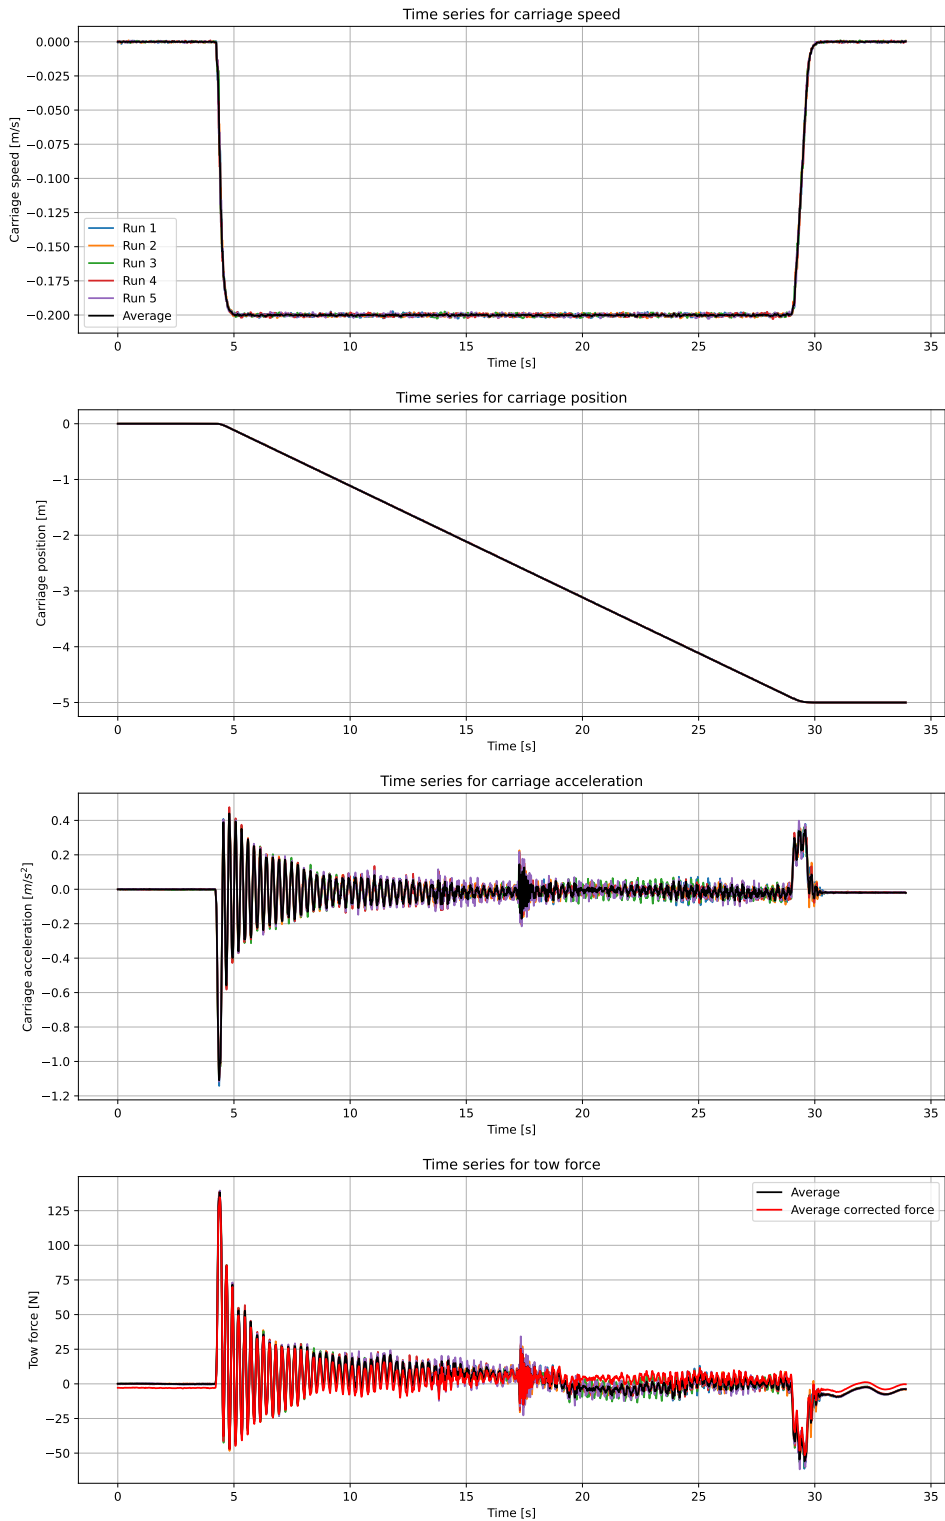 Time series for carriage speed
Carriage speed [m/s]
0.000
−0.025
−0.050
−0.075
−0.100
−0.125
−0.150
−0.175
−0.200
Run 1
Run 2
Run 3
Run 4
Run 5
Average
0 5 10 15 20 25 30 35
Time [s]
Time series for carriage position
Carriage position [m]
0
−1
−2
−3
−4
−5
0 5 10 15 20 25 30 35
Time [s]
Time series for carriage acceleration
Carriage acceleration [m/s²]
0.4
0.2
0.0
−0.2
−0.4
−0.6
−0.8
−1.0
−1.2
0 5 10 15 20 25 30 35
Time [s]
Time series for tow force
Tow force [N]
125
100
75
50
25
0
−25
−50
Average
Average corrected force
0 5 10 15 20 25 30 35
Time [s]